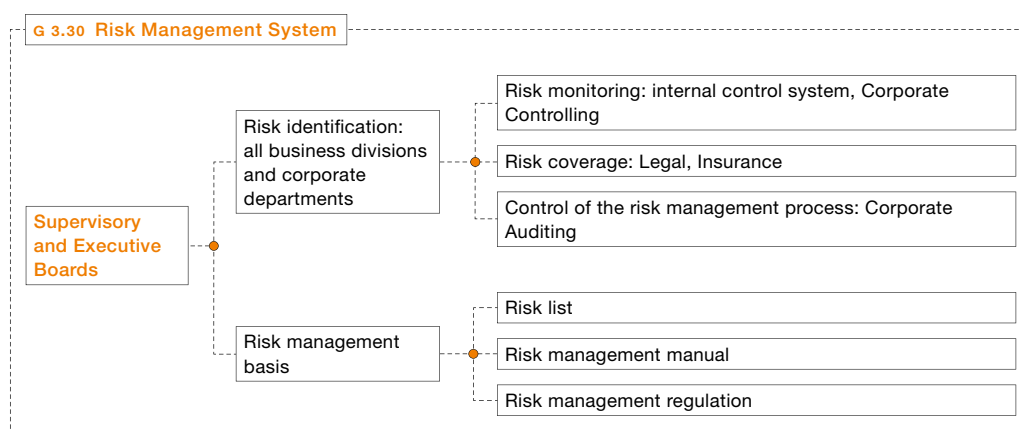 G 3.30 Risk Management System
Risk monitoring: internal control system, Corporate
Controlling
Risk identification:
all business divisions
and corporate
departments
Risk coverage: Legal, Insurance
Control of the risk management process: Corporate
Auditing
Supervisory
and Executive
Boards
Risk list
Risk management
basis
Risk management manual
Risk management regulation